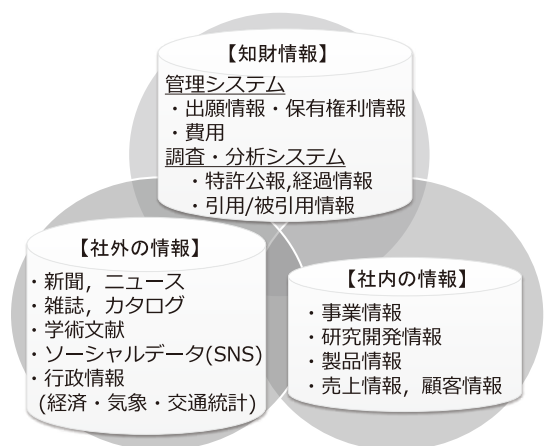 【知財情報】
管理システム
・出願情報・保有権利情報
・費用
調査・分析システム
・特許公報,経過情報
・引用/被引用情報
【社外の情報】
・新聞，ニュース
・雑誌，カタログ
・学術文献
・ソーシャルデータ(SNS)
・行政情報
(経済・気象・交通統計)
【社内の情報】
・事業情報
・研究開発情報
・製品情報
・売上情報，顧客情報